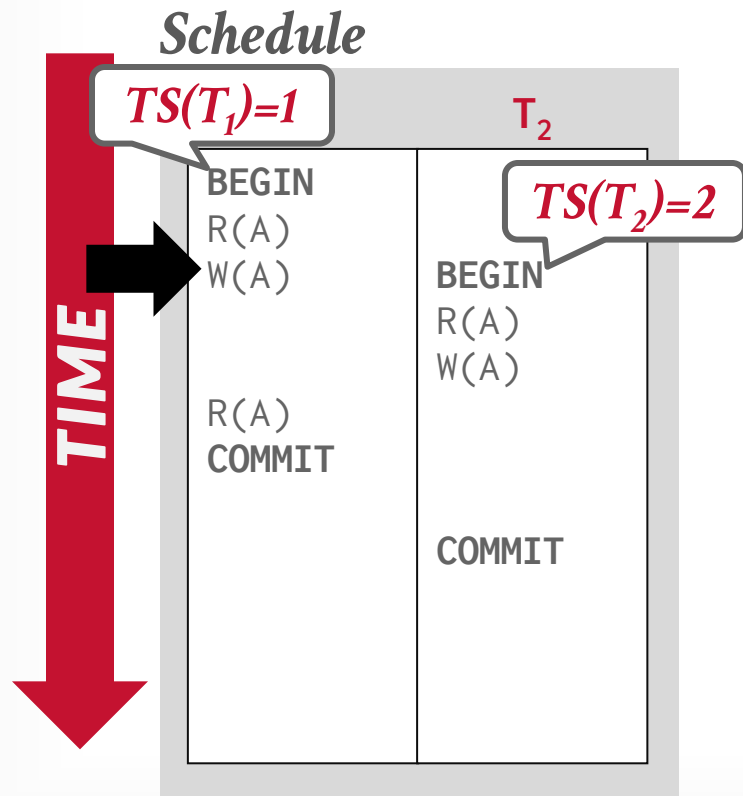 Schedule
TS(T₁)=1
T₂
BEGIN
TS(T₂)=2
R(A)
W(A)
BEGIN
R(A)
W(A)
R(A)
COMMIT
COMMIT
TIME